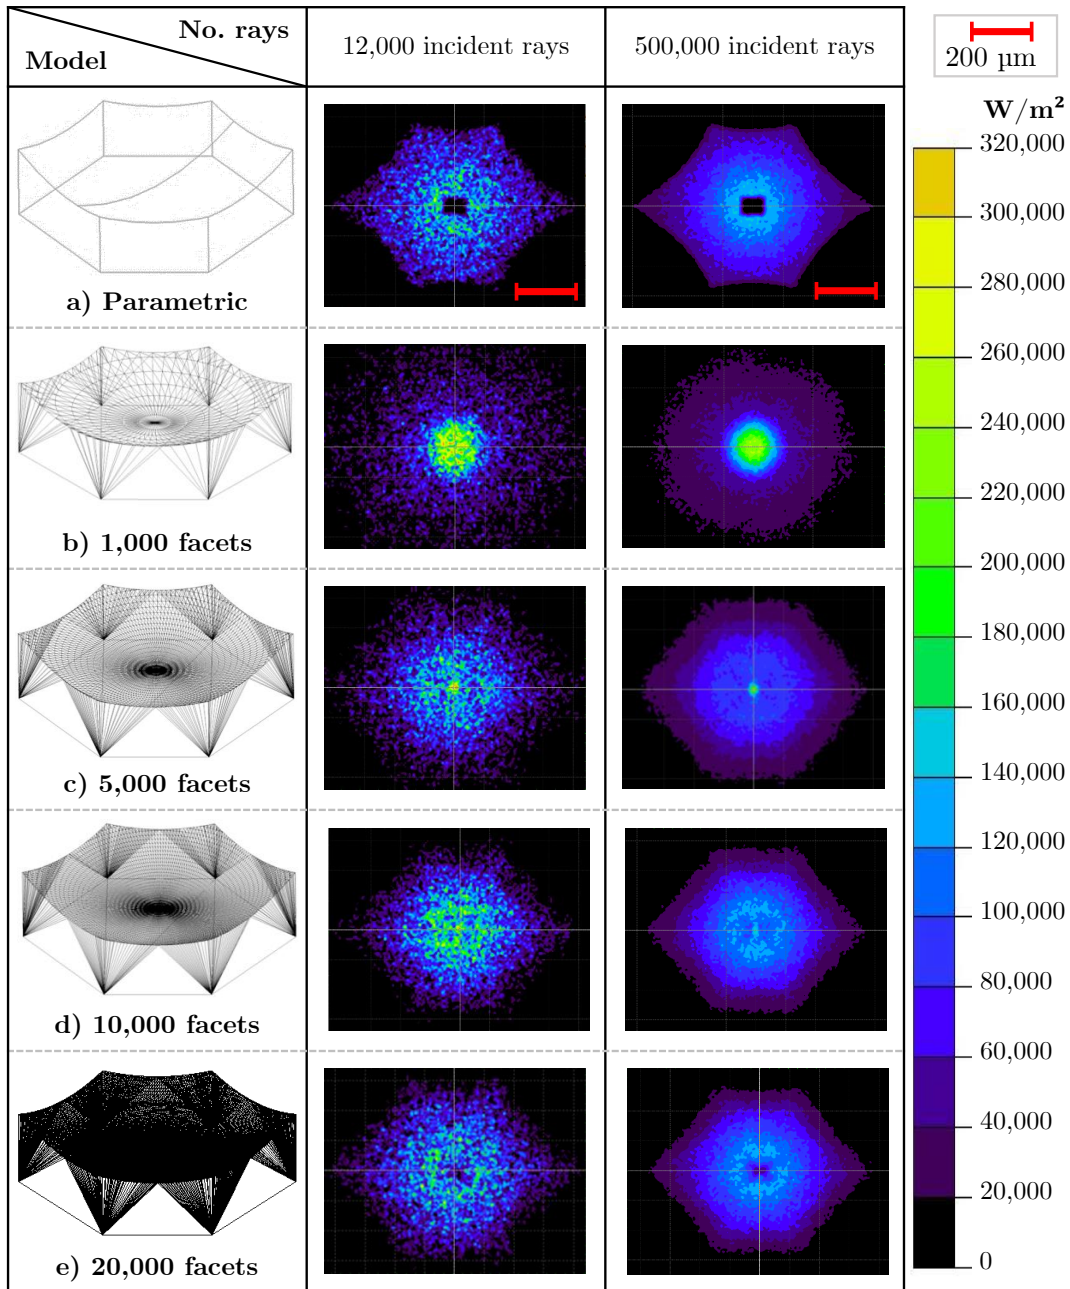 No. rays
Model
12,000 incident rays
500,000 incident rays
200 µm
W/m²
320,000
300,000
280,000
260,000
240,000
220,000
200,000
180,000
160,000
140,000
120,000
100,000
80,000
60,000
40,000
20,000
0
a) Parametric
b) 1,000 facets
c) 5,000 facets
d) 10,000 facets
e) 20,000 facets